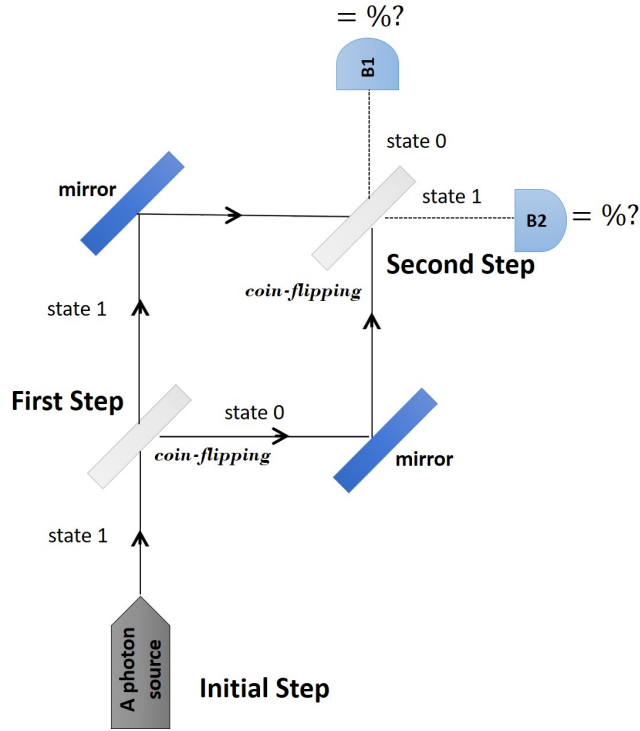 = %?
B1
state 0
mirror
state 1
B2
= %?
Second Step
coin-flipping
state 1
First Step
state 0
coin-flipping
mirror
state 1
A photon
source
Initial Step